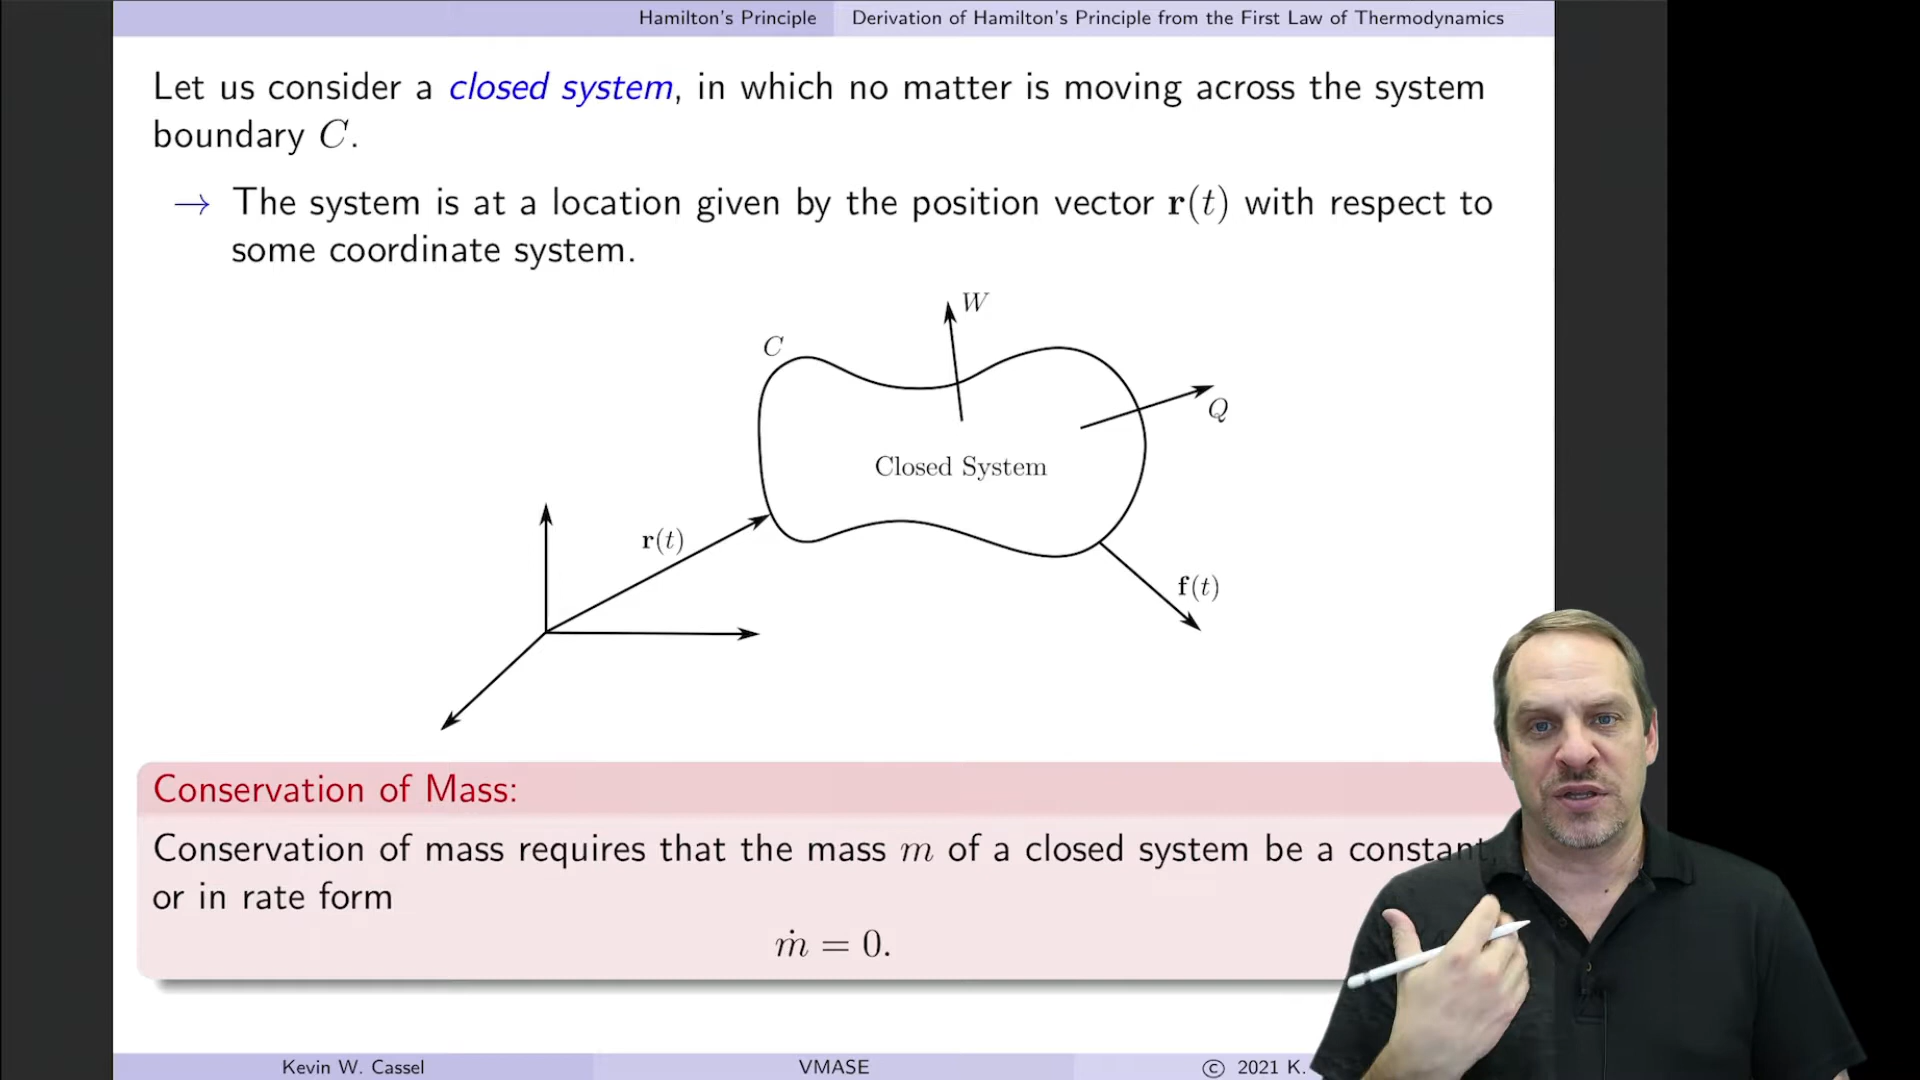 Hamilton's Principle Derivation of Hamilton's Principle from the First Law of Thermodynamics
Let us consider a closed system, in which no matter is moving across the system
boundary C.
→ The system is at a location given by the position vector r(t) with respect to
some coordinate system.
W
C
Q
Closed System
r(t)
f(t)
Conservation of Mass:
Conservation of mass requires that the mass m of a closed system be a constant,
or in rate form
ṁ = 0.
Kevin W. Cassel VMASE © 2021 K.